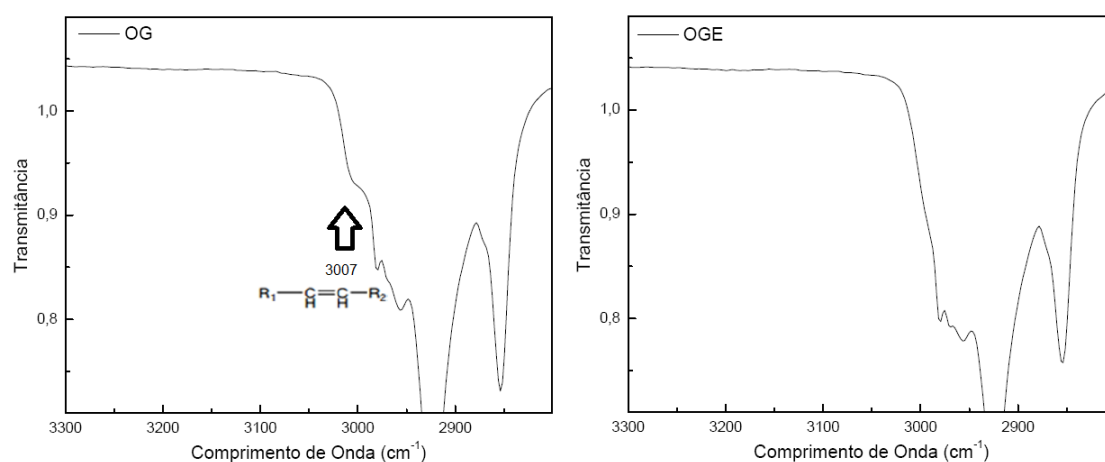 OG
1,0
0,9
0,8
Transmitância
3007
R₁—CH=CH—R₂
3300
3200
3100
3000
2900
Comprimento de Onda (cm⁻¹)
OGE
1,0
0,9
0,8
Transmitância
3300
3200
3100
3000
2900
Comprimento de Onda (cm⁻¹)